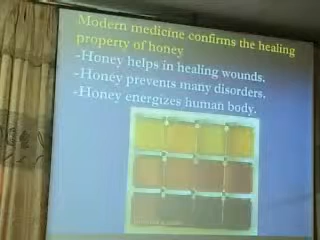 Modern medicine confirms the healing
property of honey
-Honey helps in healing wounds.
-Honey prevents many disorders.
-Honey energizes human body.